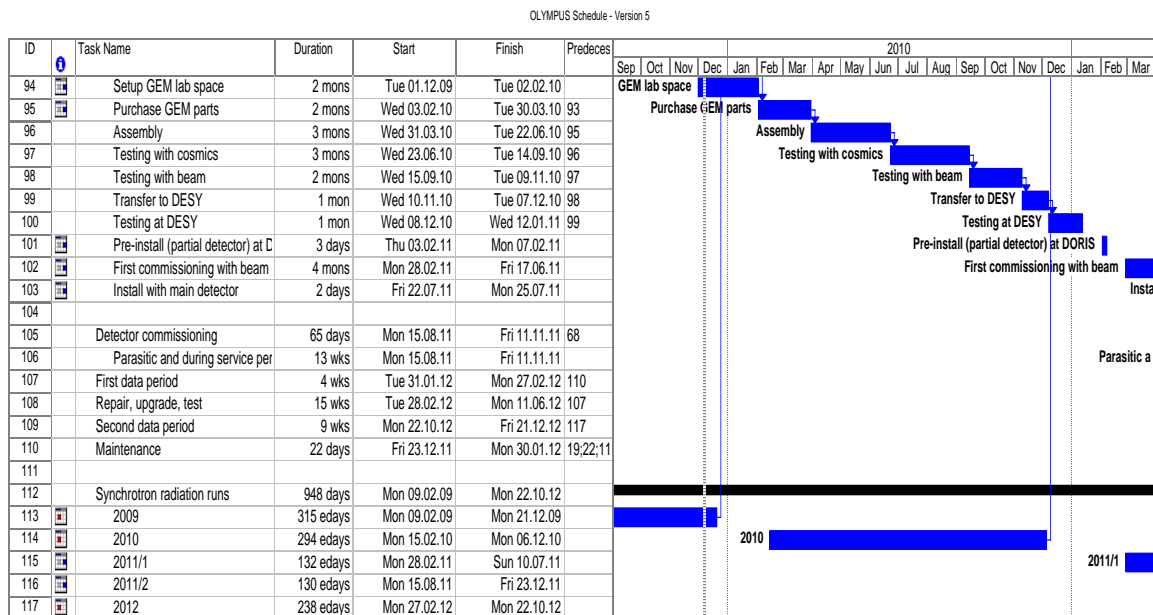 OLYMPUS Schedule - Version 5
ID Task Name Duration Start Finish Predeces 2010
Sep Oct Nov Dec Jan Feb Mar Apr May Jun Jul Aug Sep Oct Nov Dec Jan Feb Mar
94 Setup GEM lab space 2 mons Tue 01.12.09 Tue 02.02.10 GEM lab space
95 Purchase GEM parts 2 mons Wed 03.02.10 Tue 30.03.10 93 Purchase GEM parts
96 Assembly 3 mons Wed 31.03.10 Tue 22.06.10 95 Assembly
97 Testing with cosmics 3 mons Wed 23.06.10 Tue 14.09.10 96 Testing with cosmics
98 Testing with beam 2 mons Wed 15.09.10 Tue 09.11.10 97 Testing with beam
99 Transfer to DESY 1 mon Wed 10.11.10 Tue 07.12.10 98 Transfer to DESY
100 Testing at DESY 1 mon Wed 08.12.10 Wed 12.01.11 99 Testing at DESY
101 Pre-install (partial detector) at D 3 days Thu 03.02.11 Mon 07.02.11 Pre-install (partial detector) at DORIS
102 First commissioning with beam 4 mons Mon 28.02.11 Fri 17.06.11 First commissioning with beam
103 Install with main detector 2 days Fri 22.07.11 Mon 25.07.11 Insta
104
105 Detector commissioning 65 days Mon 15.08.11 Fri 11.11.11 68
106 Parasitic and during service per 13 wks Mon 15.08.11 Fri 11.11.11 Parasitic a
107 First data period 4 wks Tue 31.01.12 Mon 27.02.12 110
108 Repair, upgrade, test 15 wks Tue 28.02.12 Mon 11.06.12 107
109 Second data period 9 wks Mon 22.10.12 Fri 21.12.12 117
110 Maintenance 22 days Fri 23.12.11 Mon 30.01.12 19;22;11
111
112 Synchrotron radiation runs 948 days Mon 09.02.09 Mon 22.10.12
113 2009 315 edays Mon 09.02.09 Mon 21.12.09
114 2010 294 edays Mon 15.02.10 Mon 06.12.10 2010
115 2011/1 132 edays Mon 28.02.11 Sun 10.07.11 2011/1
116 2011/2 130 edays Mon 15.08.11 Fri 23.12.11
117 2012 238 edays Mon 27.02.12 Mon 22.10.12